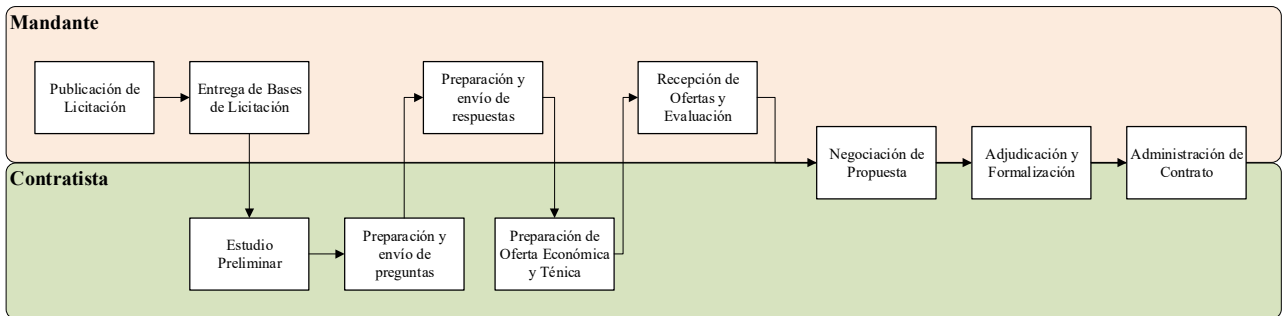 Mandante
Publicación de
Licitación
Entrega de Bases
de Licitación
Preparación y
envío de
respuestas
Recepción de
Ofertas y
Evaluación
Negociación de
Propuesta
Adjudicación y
Formalización
Administración de
Contrato
Contratista
Estudio
Preliminar
Preparación y
envío de
preguntas
Preparación de
Oferta Económica
y Ténica